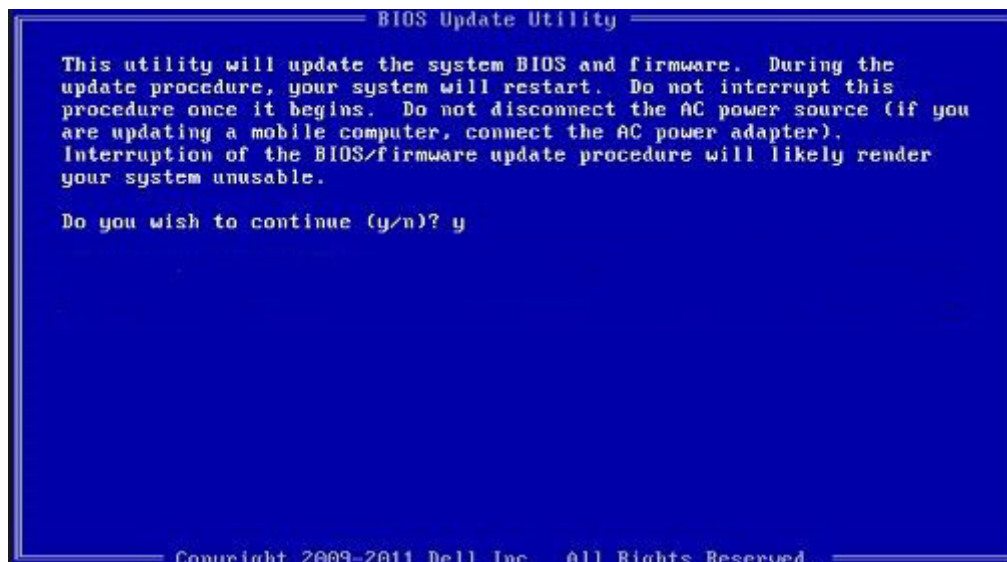 BIOS Update Utility
This utility will update the system BIOS and firmware. During the
update procedure, your system will restart. Do not interrupt this
procedure once it begins. Do not disconnect the AC power source (if you
are updating a mobile computer, connect the AC power adapter).
Interruption of the BIOS/firmware update procedure will likely render
your system unusable.
Do you wish to continue (y/n)? y
Copyright 2009-2011 Dell Inc. All Rights Reserved.